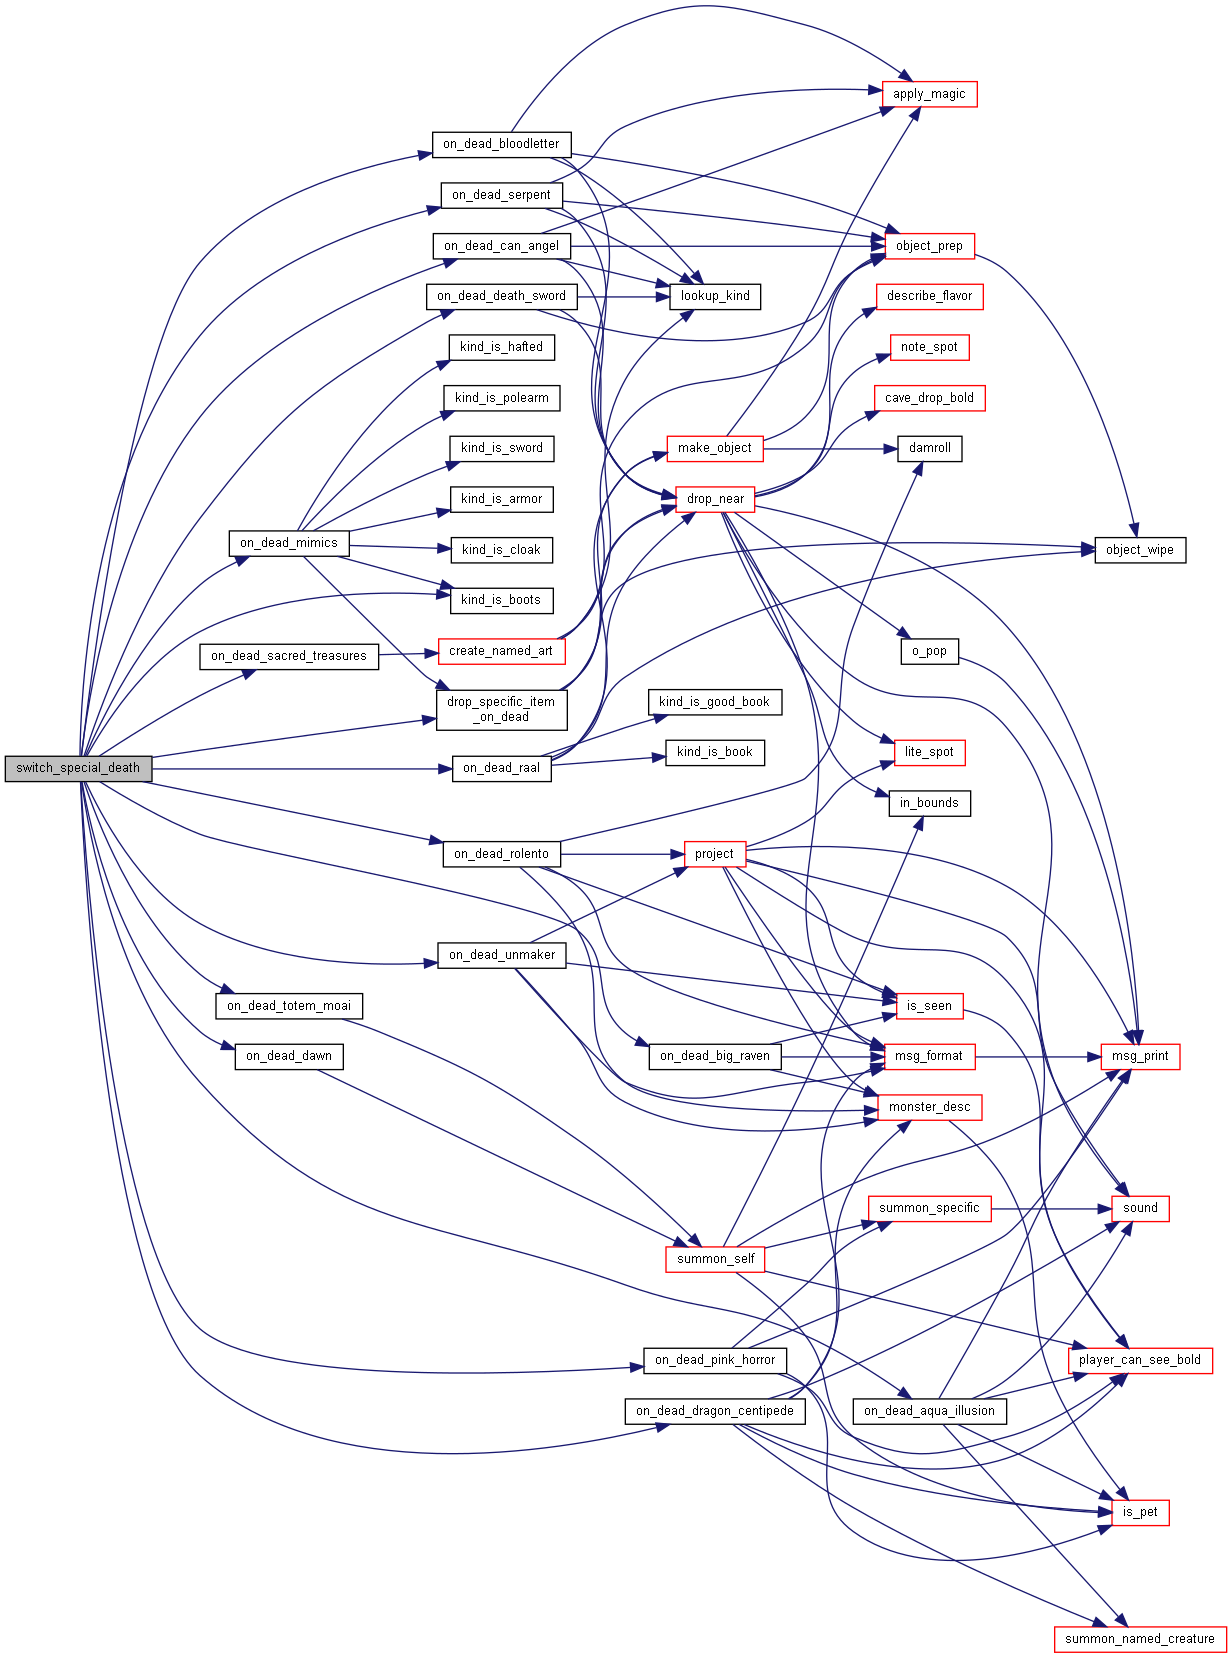 apply_magic
on_dead_bloodletter
on_dead_serpent
on_dead_can_angel
object_prep
on_dead_death_sword
lookup_kind
describe_flavor
kind_is_hafted
note_spot
kind_is_polearm
cave_drop_bold
kind_is_sword
make_object
damroll
kind_is_armor
drop_near
on_dead_mimics
kind_is_cloak
object_wipe
kind_is_boots
on_dead_sacred_treasures
create_named_art
o_pop
drop_specific_item
_on_dead
kind_is_good_book
kind_is_book
lite_spot
switch_special_death
on_dead_raal
in_bounds
on_dead_rolento
project
on_dead_unmaker
on_dead_totem_moai
is_seen
on_dead_dawn
on_dead_big_raven
msg_format
msg_print
monster_desc
summon_specific
sound
summon_self
on_dead_pink_horror
player_can_see_bold
on_dead_dragon_centipede
on_dead_aqua_illusion
is_pet
summon_named_creature